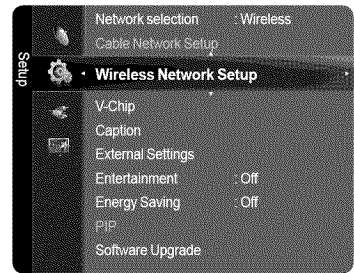 Setup
Network selection : Wireless
Cable Network Setup
Wireless Network Setup
V-Chip
Caption
External Settings
Entertainment : Off
Energy Saving : Off
PIP
Software Upgrade